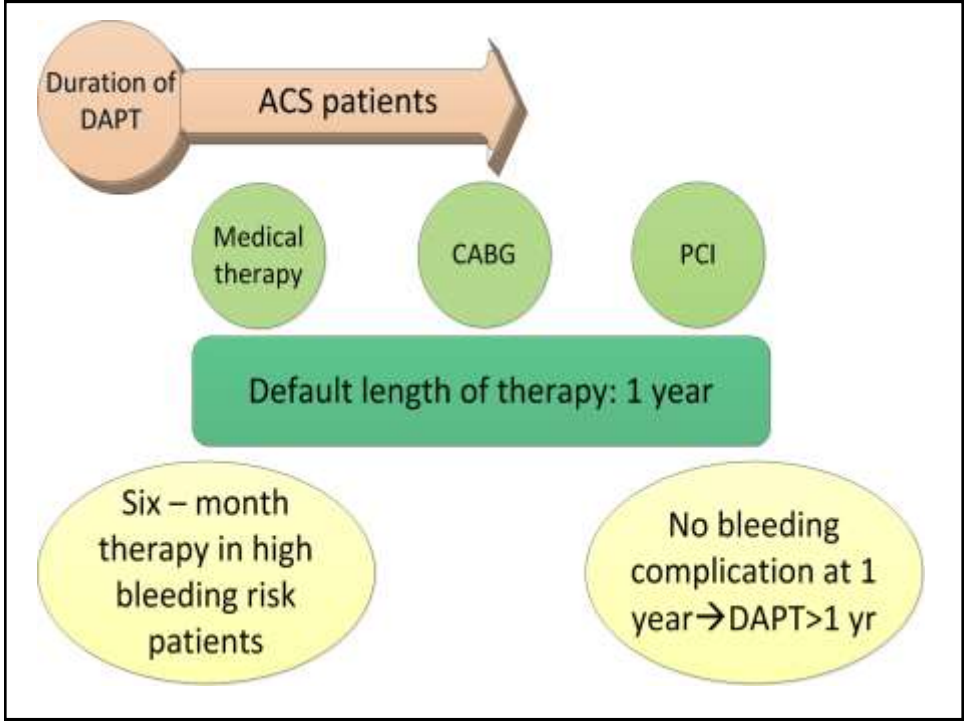 Duration of
DAPT
ACS patients
Medical
therapy
CABG
PCI
Default length of therapy: 1 year
Six – month
therapy in high
bleeding risk
patients
No bleeding
complication at 1
year→DAPT>1 yr